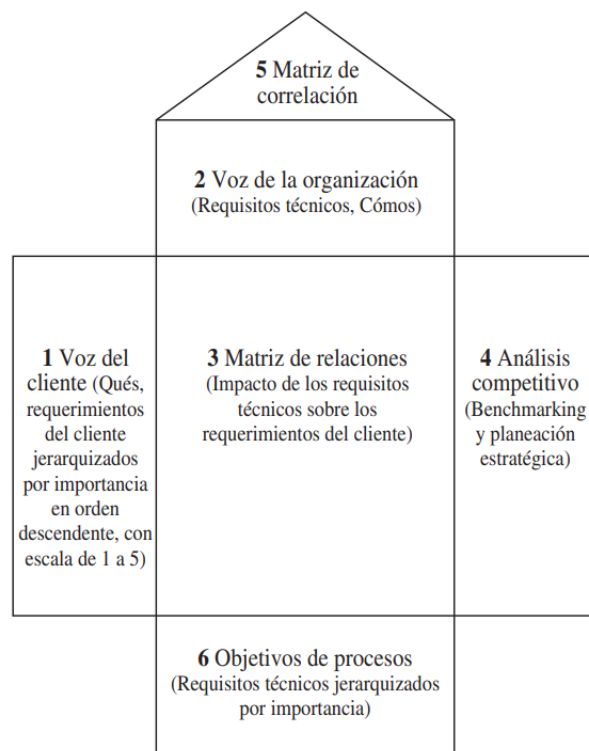 5 Matriz de
correlación
2 Voz de la organización
(Requisitos técnicos, Cómos)
1 Voz del
cliente (Qués,
requerimientos
del cliente
jerarquizados
por importancia
en orden
descendente, con
escala de 1 a 5)
3 Matriz de relaciones
(Impacto de los requisitos
técnicos sobre los
requerimientos del cliente)
4 Análisis
competitivo
(Benchmarking
y planeación
estratégica)
6 Objetivos de procesos
(Requisitos técnicos jerarquizados
por importancia)